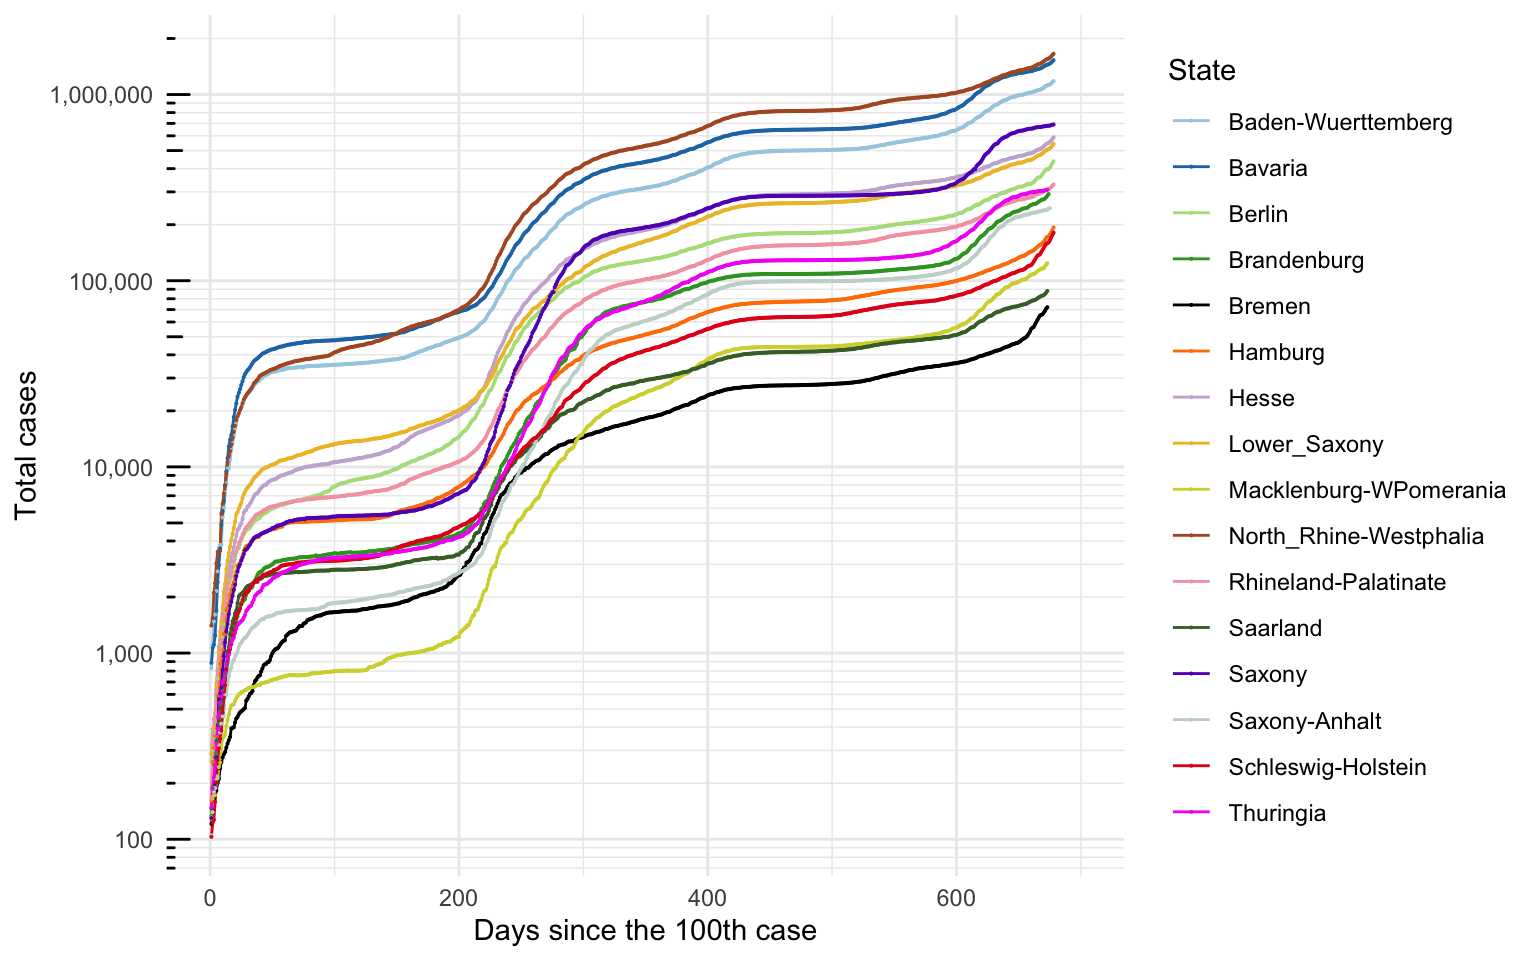 1,000,000
100,000
10,000
1,000
100
Total cases
0 200 400 600
Days since the 100th case
State
Baden-Wuerttemberg
Bavaria
Berlin
Brandenburg
Bremen
Hamburg
Hesse
Lower_Saxony
Macklenburg-WPomerania
North_Rhine-Westphalia
Rhineland-Palatinate
Saarland
Saxony
Saxony-Anhalt
Schleswig-Holstein
Thuringia